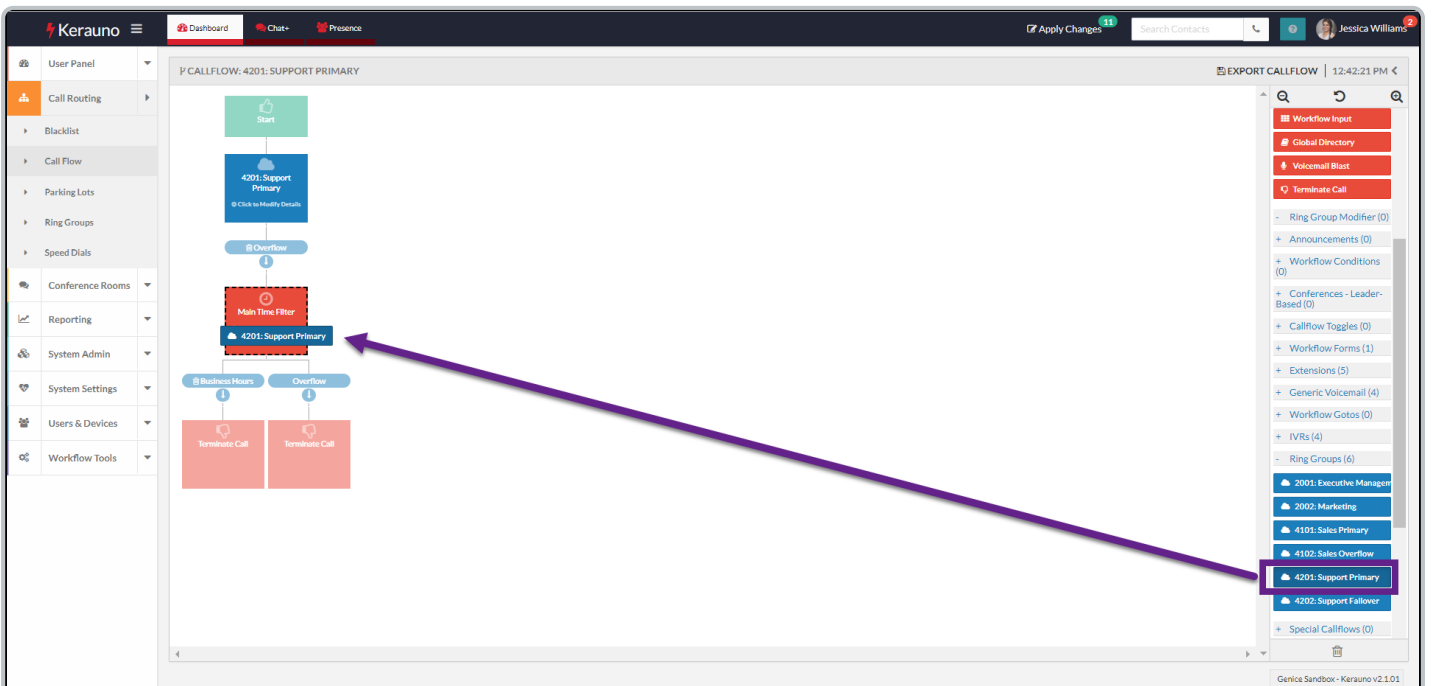 Kerauno
Dashboard
Chat+
Presence
Apply Changes
11
Search Contacts
Jessica Williams
2
User Panel
Call Routing
Blacklist
Call Flow
Parking Lots
Ring Groups
Speed Dials
Conference Rooms
Reporting
System Admin
System Settings
Users & Devices
Workflow Tools
CALLFLOW: 4201: SUPPORT PRIMARY
EXPORT CALLFLOW | 12:42:21 PM
Start
4201: Support
Primary
Click to Modify Details
Overflow
Main Time Filter
4201: Support Primary
Business Hours
Overflow
Terminate Call
Terminate Call
Workflow Input
Global Directory
Voicemail Blast
Terminate Call
- Ring Group Modifier (0)
+ Announcements (0)
+ Workflow Conditions
(0)
+ Conferences - Leader-
Based (0)
+ Callflow Toggles (0)
+ Workflow Forms (1)
+ Extensions (5)
+ Generic Voicemail (4)
+ Workflow Gotos (0)
+ IVRs (4)
- Ring Groups (6)
2001: Executive Managem
2002: Marketing
4101: Sales Primary
4102: Sales Overflow
4201: Support Primary
4202: Support Failover
+ Special Callflows (0)
Genice Sandbox - Kerauno v2.1.01